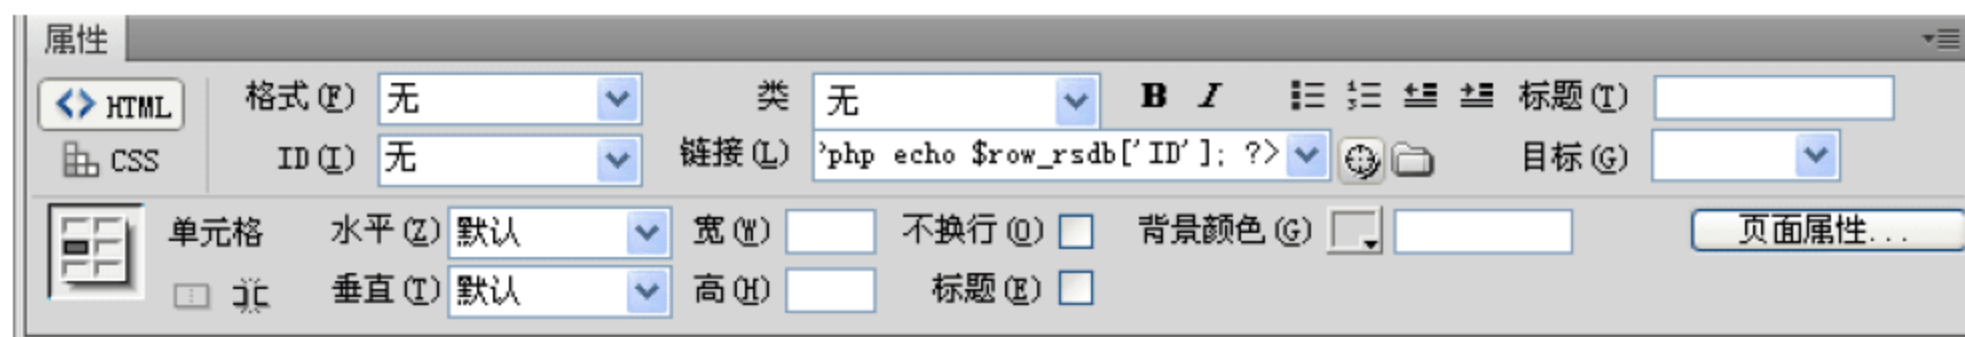 属性
HTML 格式(F) 无 类 无 B I 标题(T)
CSS ID(I) 无 链接(L) ?php echo $row_rsdb['ID']; ?> 目标(G)
单元格 水平(Z) 默认 宽(W) 不换行(O) 背景颜色(G) 页面属性...
垂直(T) 默认 高(H) 标题(E)